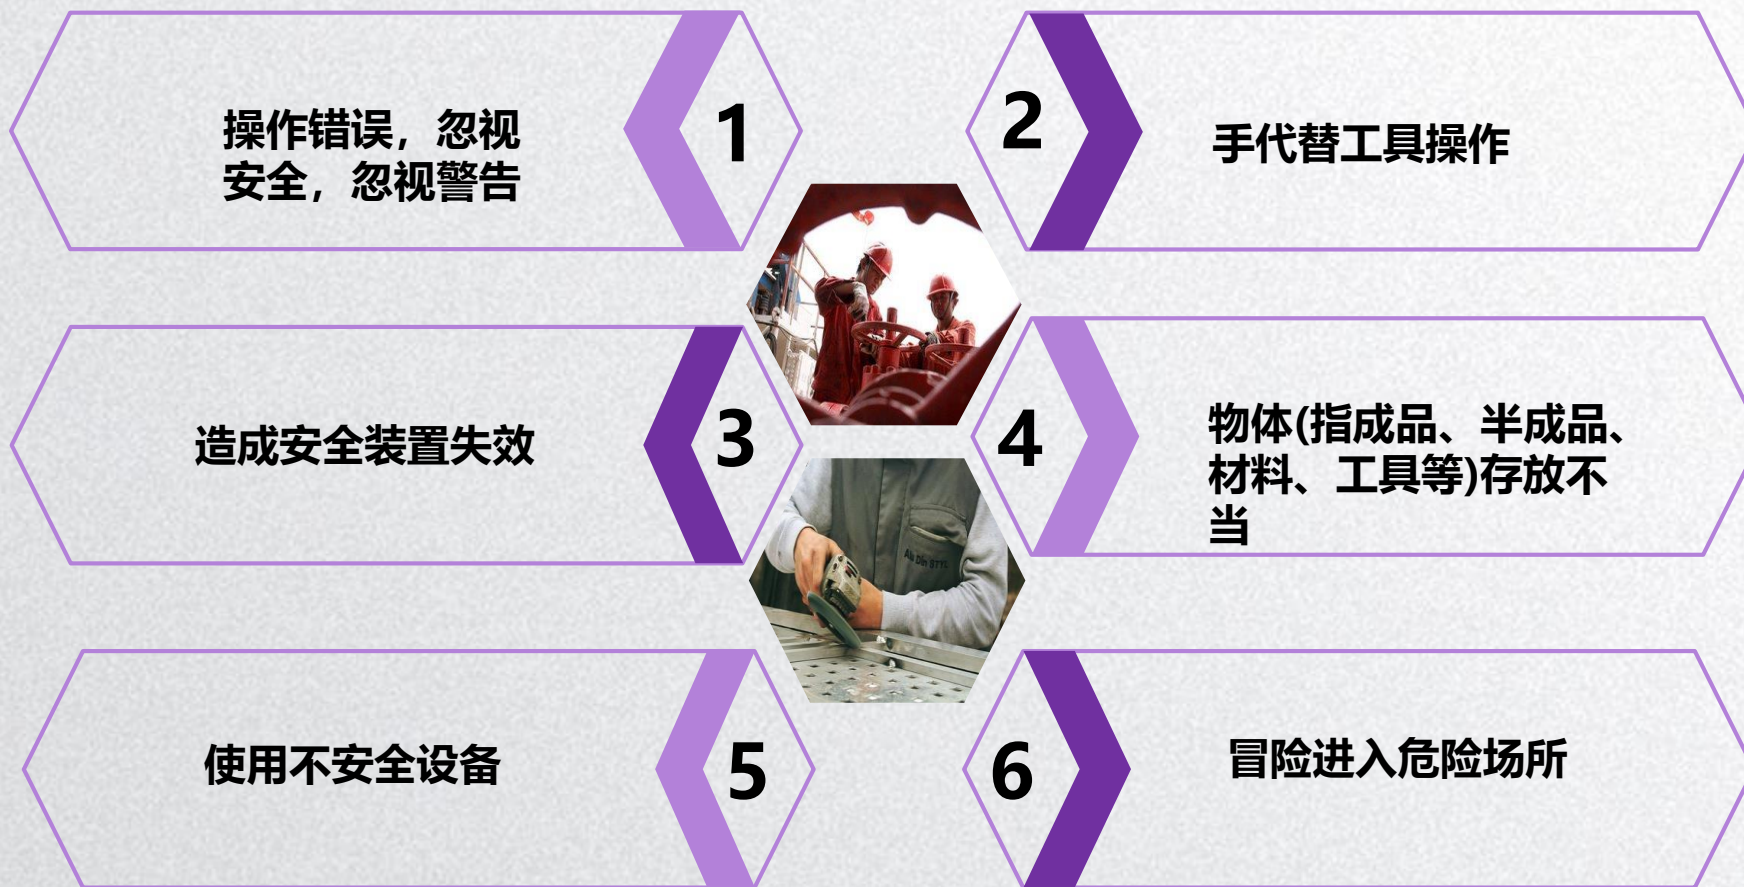 操作错误，忽视
安全，忽视警告
1
2
手代替工具操作
造成安全装置失效
3
4
物体(指成品、半成品、
材料、工具等)存放不
当
使用不安全设备
5
6
冒险进入危险场所